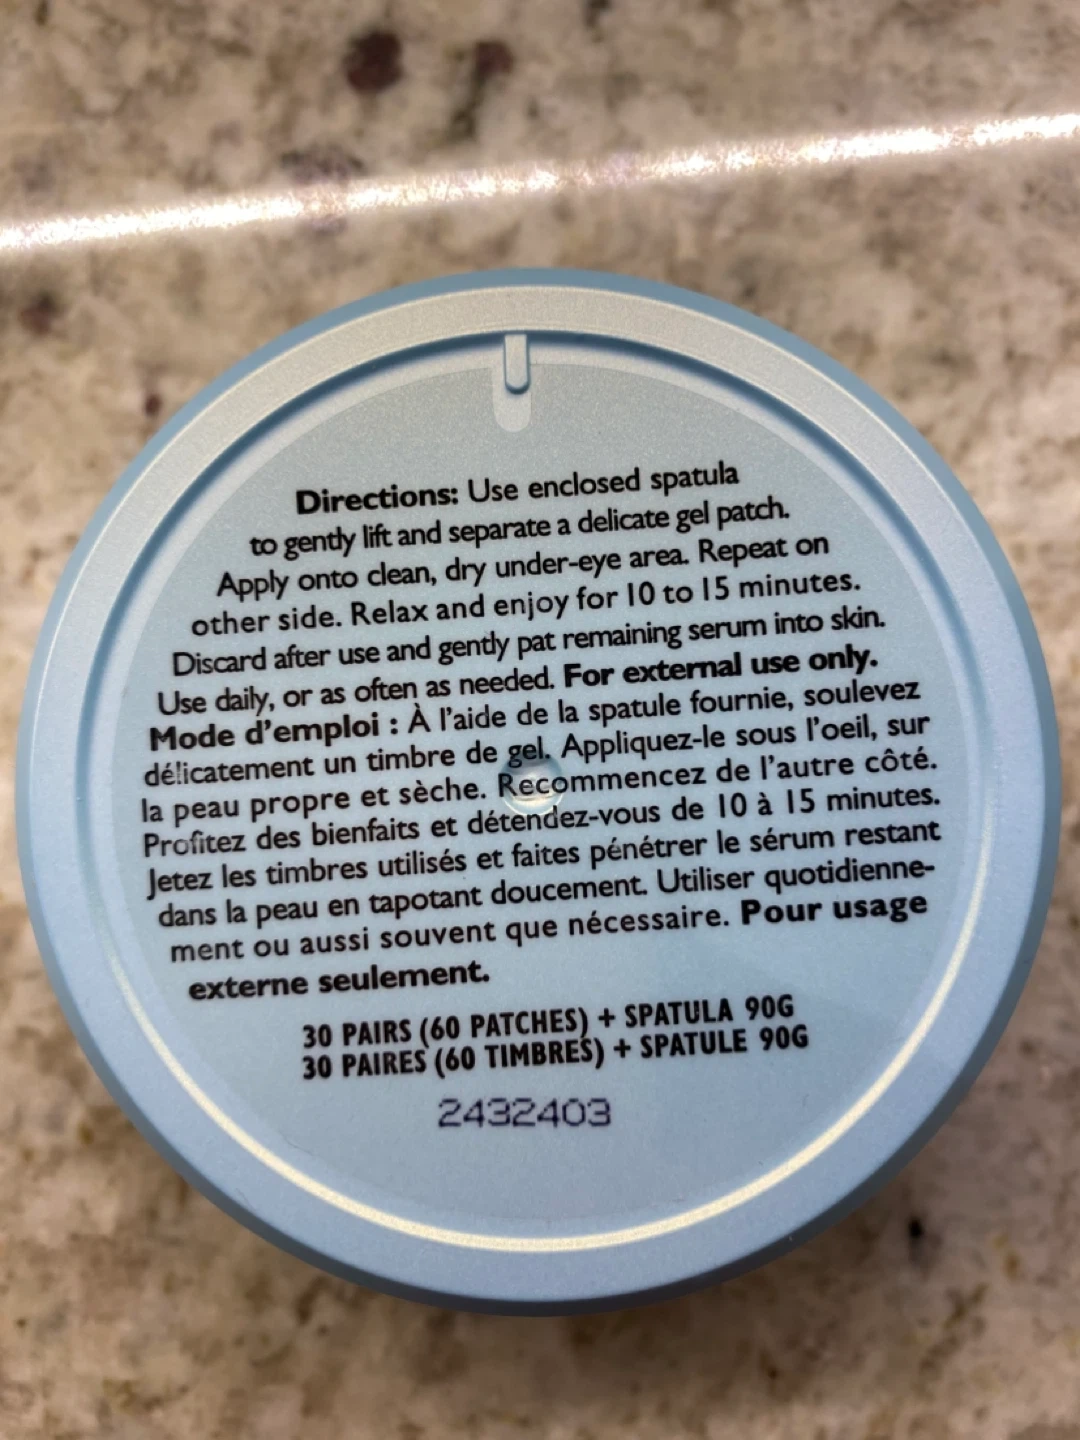 Directions: Use enclosed spatula
to gently lift and separate a delicate gel patch.
Apply onto clean, dry under-eye area. Repeat on
other side. Relax and enjoy for 10 to 15 minutes.
Discard after use and gently pat remaining serum into skin.
Use daily, or as often as needed. For external use only.
Mode d'emploi : À l'aide de la spatule fournie, soulevez
délicatement un timbre de gel. Appliquez-le sous l'oeil, sur
la peau propre et sèche. Recommencez de l'autre côté.
Profitez des bienfaits et détendez-vous de 10 à 15 minutes.
Jetez les timbres utilisés et faites pénétrer le sérum restant
dans la peau en tapotant doucement. Utiliser quotidienne-
ment ou aussi souvent que nécessaire. Pour usage
externe seulement.
30 PAIRS (60 PATCHES) + SPATULA 90G
30 PAIRES (60 TIMBRES) + SPATULE 90G
2432403